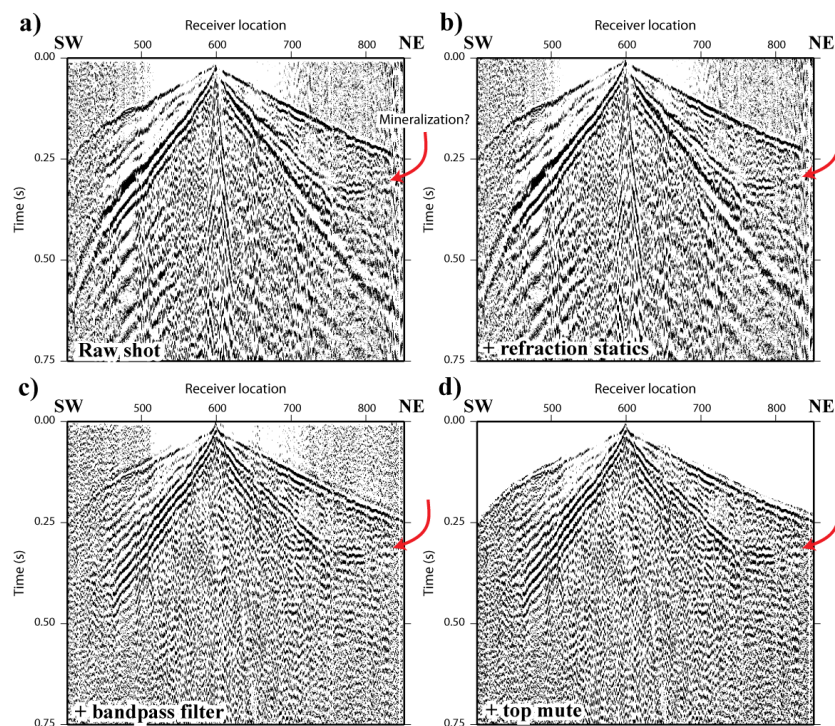 a)
Receiver location
SW 500 600 700 800 NE
0.00
Mineralization?
0.25
Time (s)
0.50
0.75
Raw shot
b)
Receiver location
SW 500 600 700 800 NE
0.00
0.25
Time (s)
0.50
0.75
+ refraction statics
c)
Receiver location
SW 500 600 700 800 NE
0.00
0.25
Time (s)
0.50
0.75
+ bandpass filter
d)
Receiver location
SW 500 600 700 800 NE
0.00
0.25
Time (s)
0.50
0.75
+ top mute